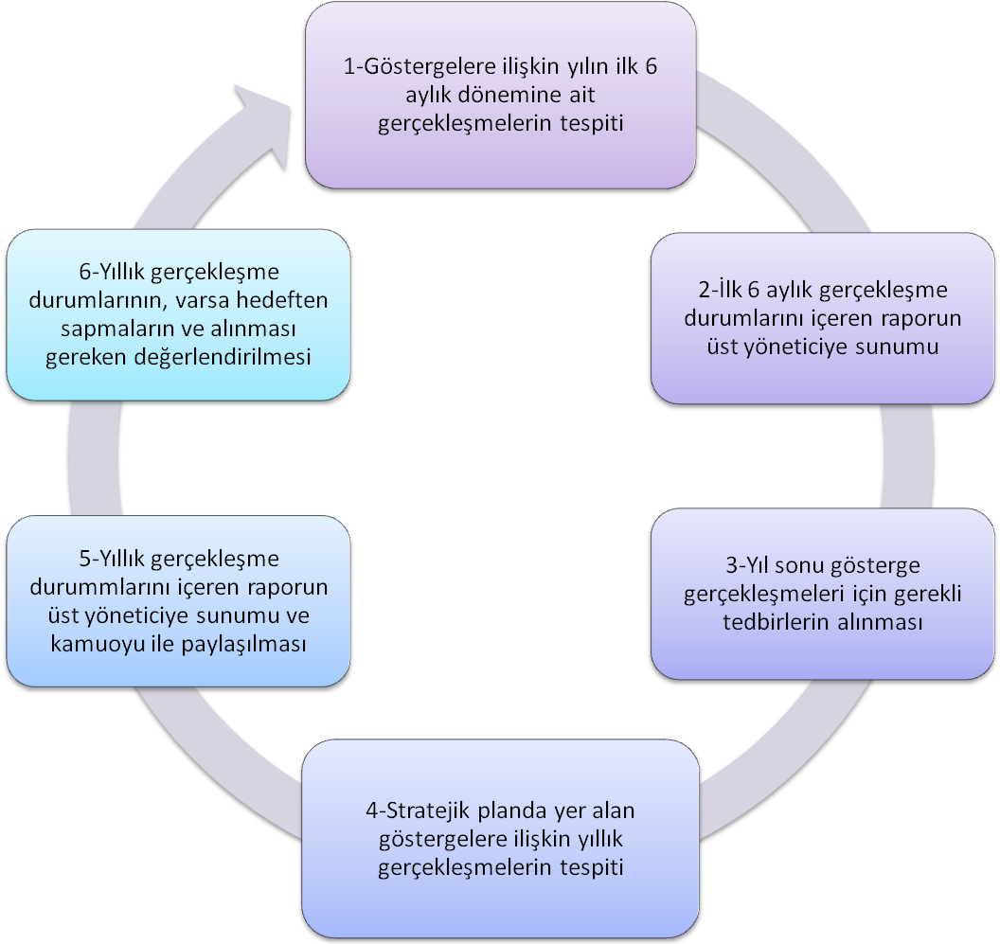 1-Göstergelere ilişkin yılın ilk 6
aylık dönemine ait
gerçekleşmelerin tespiti
2-İlk 6 aylık gerçekleşme
durumlarını içeren raporun
üst yöneticiye sunumu
3-Yıl sonu gösterge
gerçekleşmeleri için gerekli
tedbirlerin alınması
4-Stratejik planda yer alan
göstergelere ilişkin yıllık
gerçekleşmelerin tespiti
5-Yıllık gerçekleşme
durummlarını içeren raporun
üst yöneticiye sunumu ve
kamuoyu ile paylaşılması
6-Yıllık gerçekleşme
durumlarının, varsa hedeften
sapmaların ve alınması
gereken değerlendirilmesi